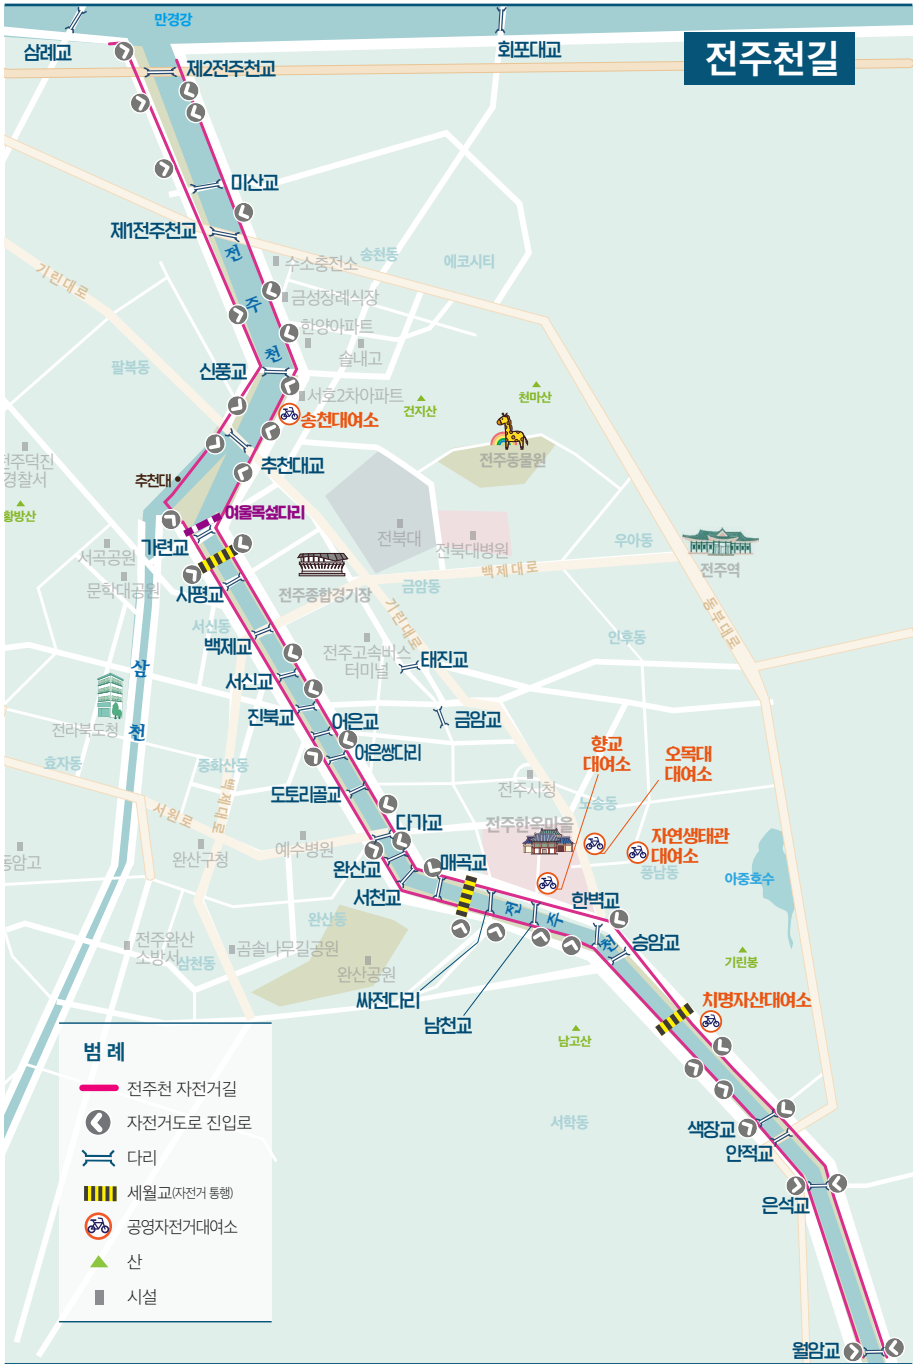 만경강
전주천길
삼례교
회포대교
제2전주천교
미산교
제1전주천교
전
주
천
수소충전소
송천동
에코시티
기린대로
금성장례식장
한양아파트
솔내고
신풍교
팔복동
서호2차아파트
송천대여소
건지산
천마산
추천대교
전주동물원
전주덕진
경찰서
추천대
황방산
여울목섶다리
전북대
전북대병원
우아동
가련교
서곡공원
백제대로
전주역
문학대공원
사평교
전주종합경기장
금암동
기린대로
동부대로
서신동
인후동
백제교
전주고속버스
터미널
태진교
삼
천
서신교
진북교
어은교
금암교
전라북도청
어은쌍다리
향교
대여소
오목대
대여소
효자동
중화산동
백제대로
도토리골교
전주시청
노송동
서원로
다가교
전주한옥마을
자연생태관
대여소
동암고
완산구청
예수병원
완산교
매곡교
풍남동
아중호수
서천교
한벽교
전
주
천
완산동
승암교
전주완산
소방서
삼천동
곰솔나무길공원
완산공원
기린봉
싸전다리
치명자산대여소
남천교
남고산
범 례
전주천 자전거길
자전거도로 진입로
다리
세월교(자전거 통행)
공영자전거대여소
산
시설
서학동
색장교
안적교
은석교
월암교